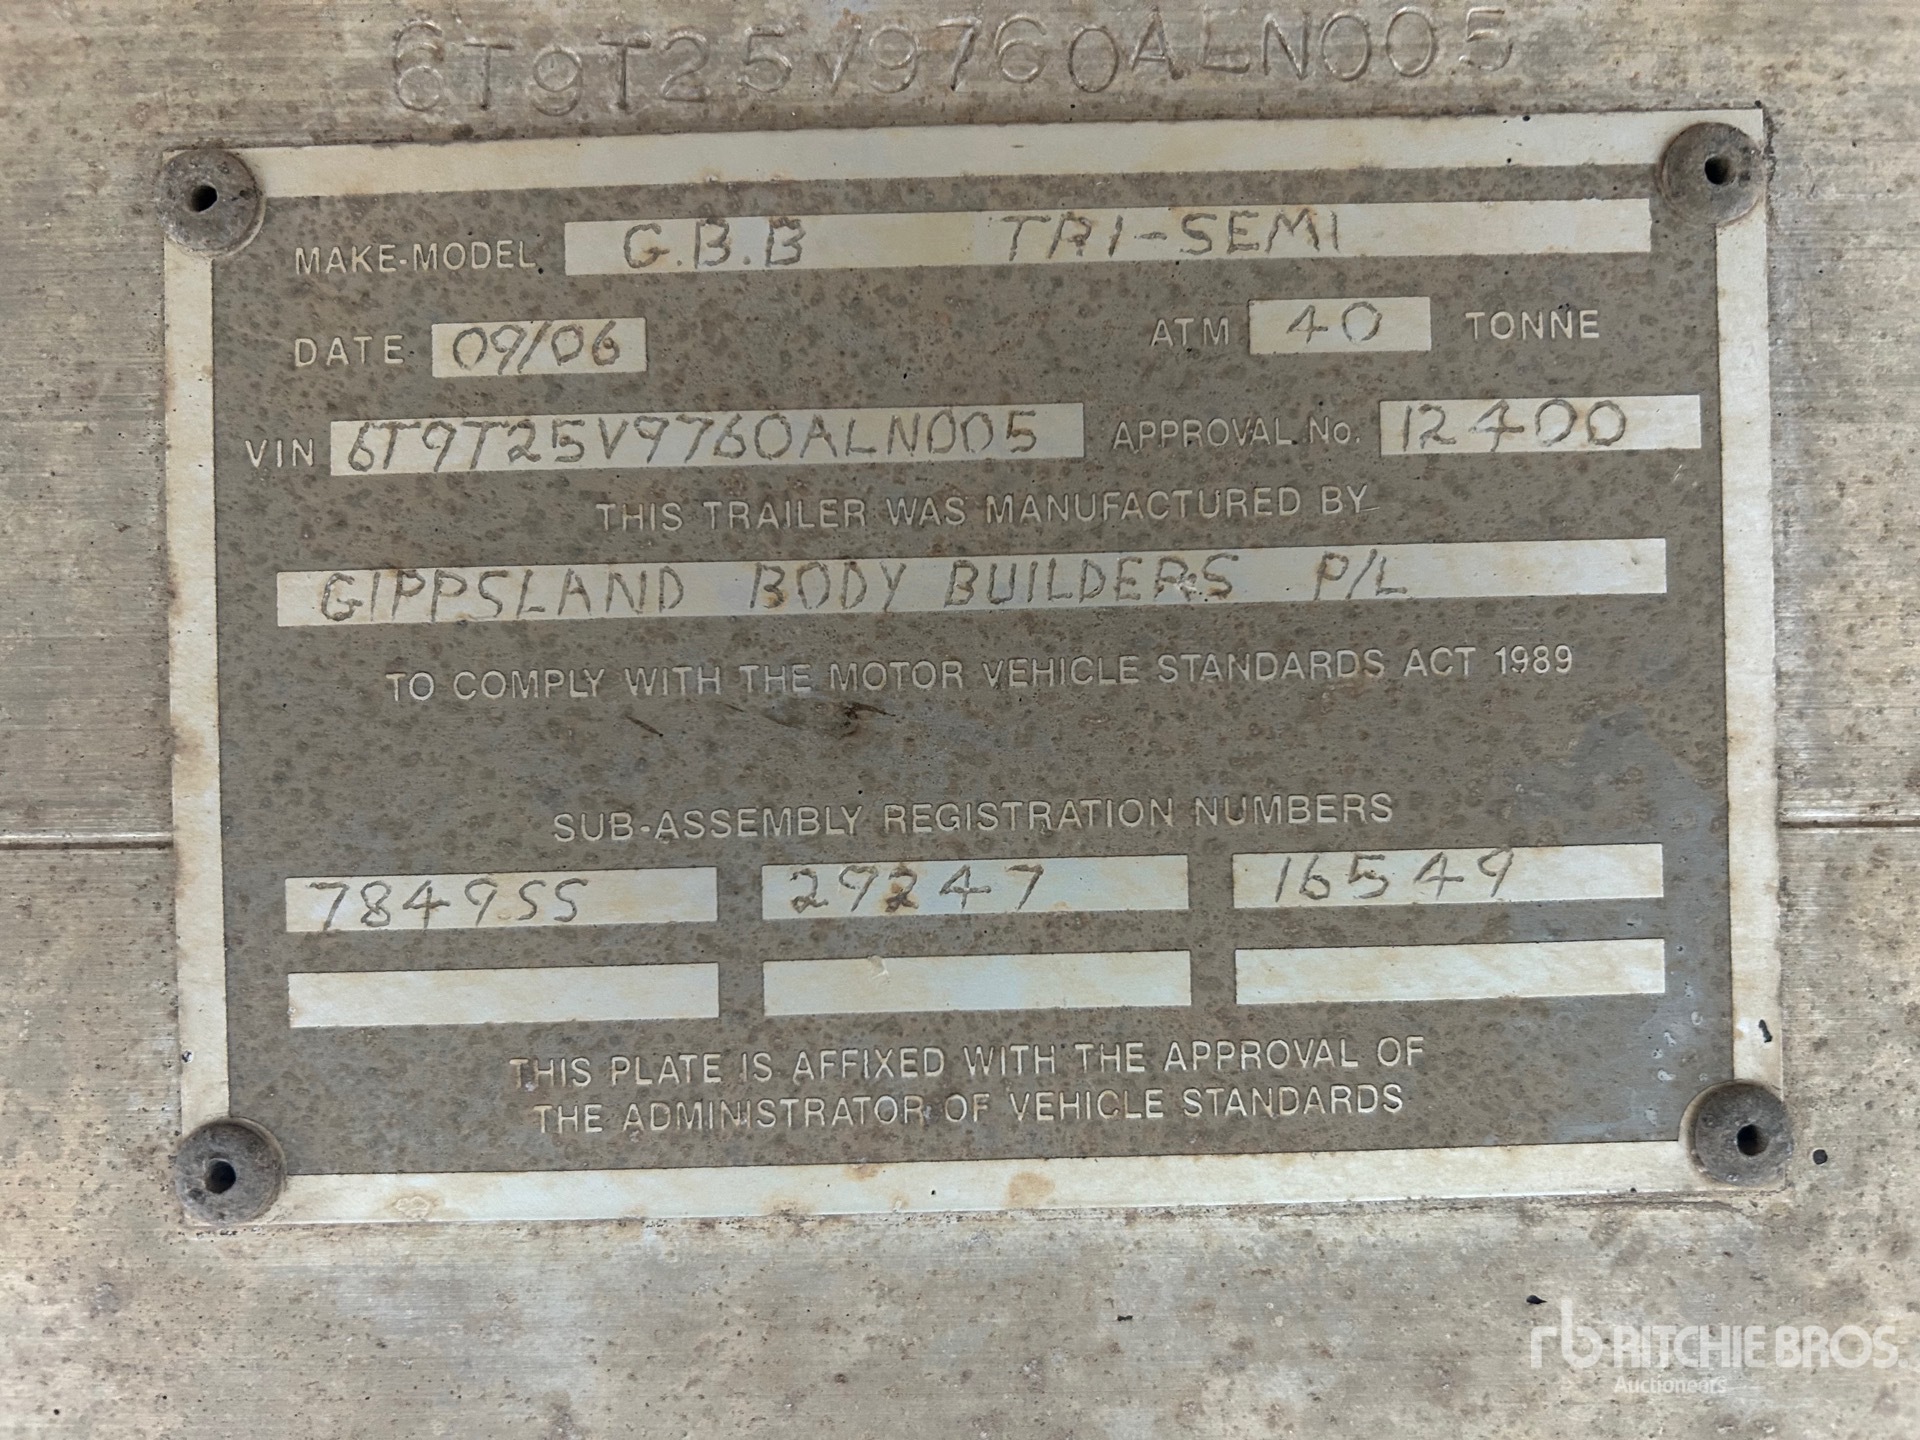 6T9T25V9760ALN005
MAKE-MODEL G.B.B TRI-SEMI
DATE 09/06 ATM 40 TONNE
VIN 6T9T25V9760ALN005 APPROVAL No. 12400
THIS TRAILER WAS MANUFACTURED BY
GIPPSLAND BODY BUILDERS P/L
TO COMPLY WITH THE MOTOR VEHICLE STANDARDS ACT 1989
SUB-ASSEMBLY REGISTRATION NUMBERS
7849SS 29247 16549
THIS PLATE IS AFFIXED WITH THE APPROVAL OF
THE ADMINISTRATOR OF VEHICLE STANDARDS
rb RITCHIE BROS.
Auctioneers